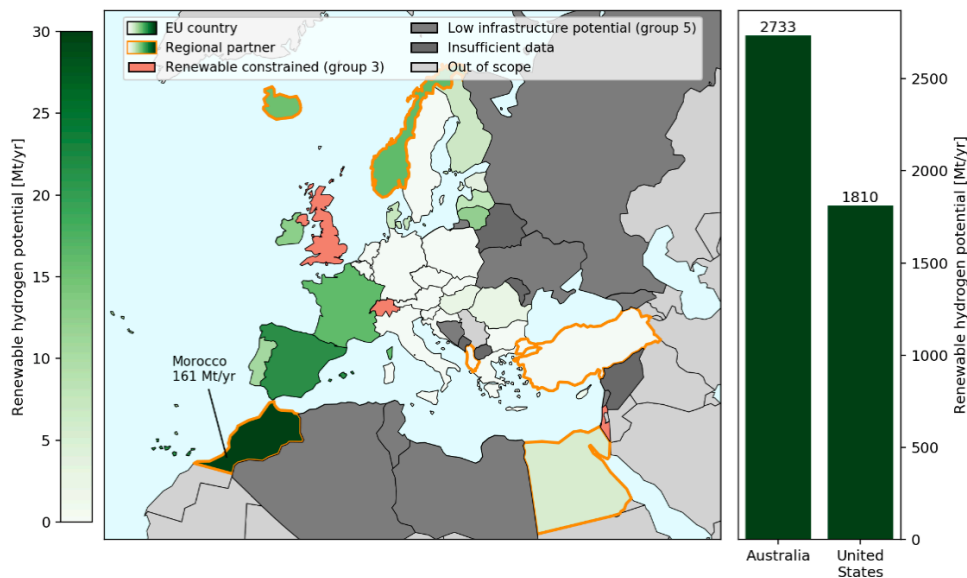 EU country
Regional partner
Renewable constrained (group 3)
Low infrastructure potential (group 5)
Insufficient data
Out of scope
Renewable hydrogen potential [Mt/yr]
30
25
20
15
10
5
0
Morocco
161 Mt/yr
2733
1810
2500
2000
1500
1000
500
0
Renewable hydrogen potential [Mt/yr]
Australia
United
States